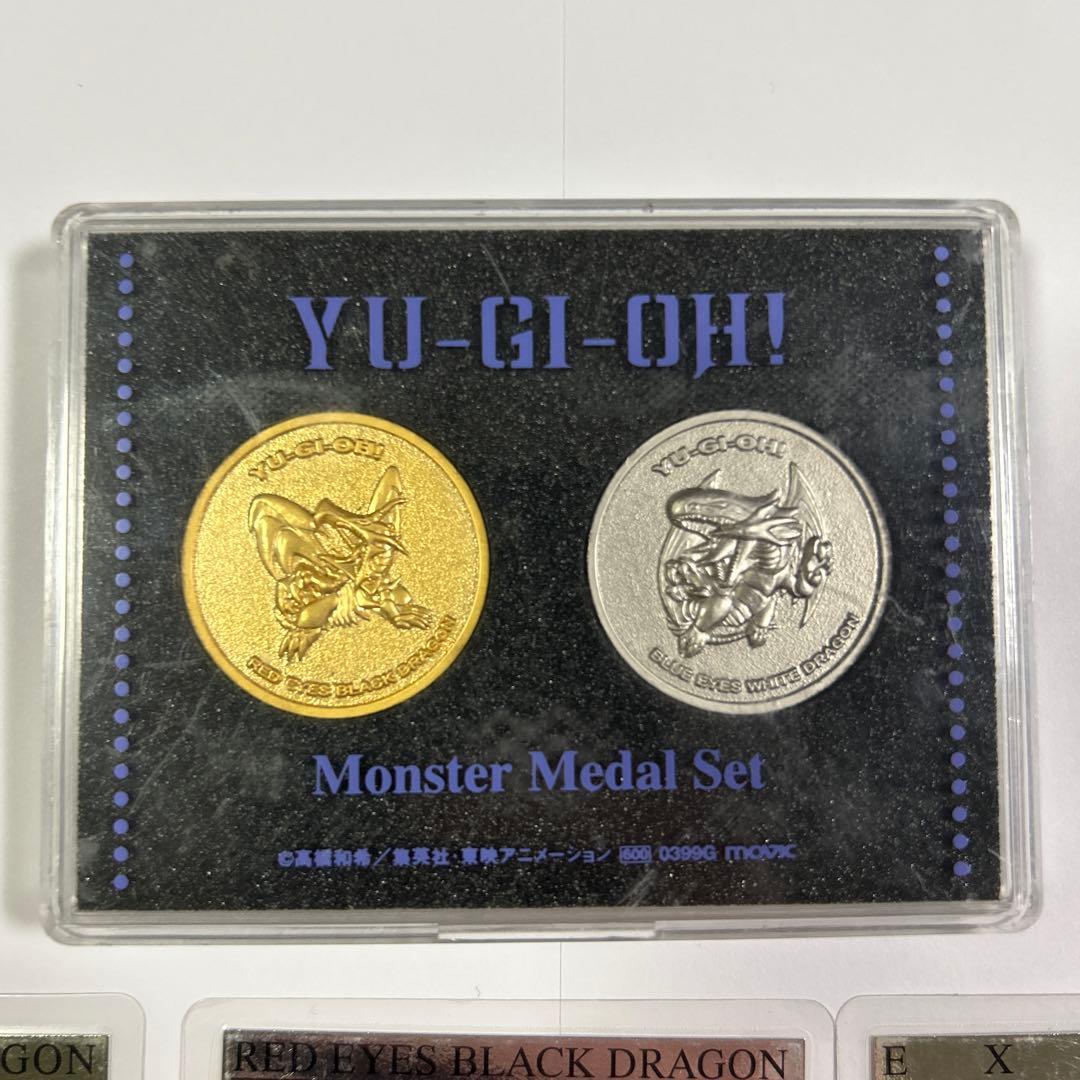 YU-GI-OH!
YU-GI-OH!
RED EYES BLACK DRAGON
YU-GI-OH!
BLUE EYES WHITE DRAGON
Monster Medal Set
©高橋和希／集英社・東映アニメーション 600 0399G movic
GON
RED EYES BLACK DRAGON
E X